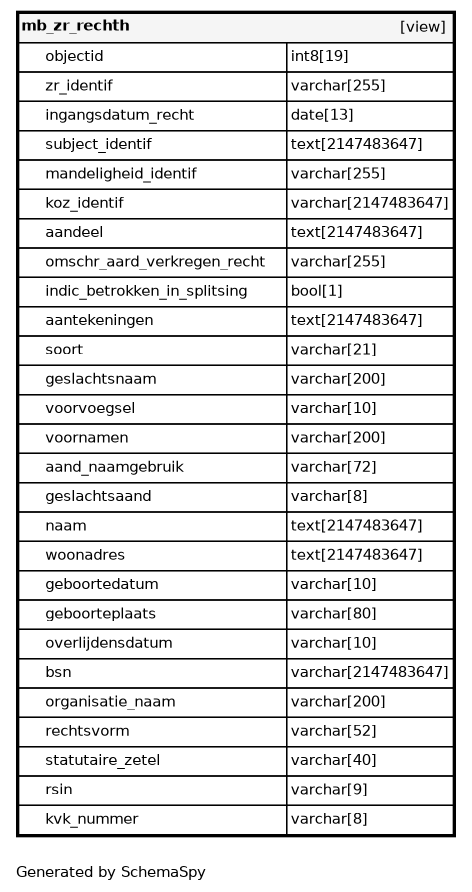 mb_zr_rechth [view]
objectid int8[19]
zr_identif varchar[255]
ingangsdatum_recht date[13]
subject_identif text[2147483647]
mandeligheid_identif varchar[255]
koz_identif varchar[2147483647]
aandeel text[2147483647]
omschr_aard_verkregen_recht varchar[255]
indic_betrokken_in_splitsing bool[1]
aantekeningen text[2147483647]
soort varchar[21]
geslachtsnaam varchar[200]
voorvoegsel varchar[10]
voornamen varchar[200]
aand_naamgebruik varchar[72]
geslachtsaand varchar[8]
naam text[2147483647]
woonadres text[2147483647]
geboortedatum varchar[10]
geboorteplaats varchar[80]
overlijdensdatum varchar[10]
bsn varchar[2147483647]
organisatie_naam varchar[200]
rechtsvorm varchar[52]
statutaire_zetel varchar[40]
rsin varchar[9]
kvk_nummer varchar[8]
Generated by SchemaSpy